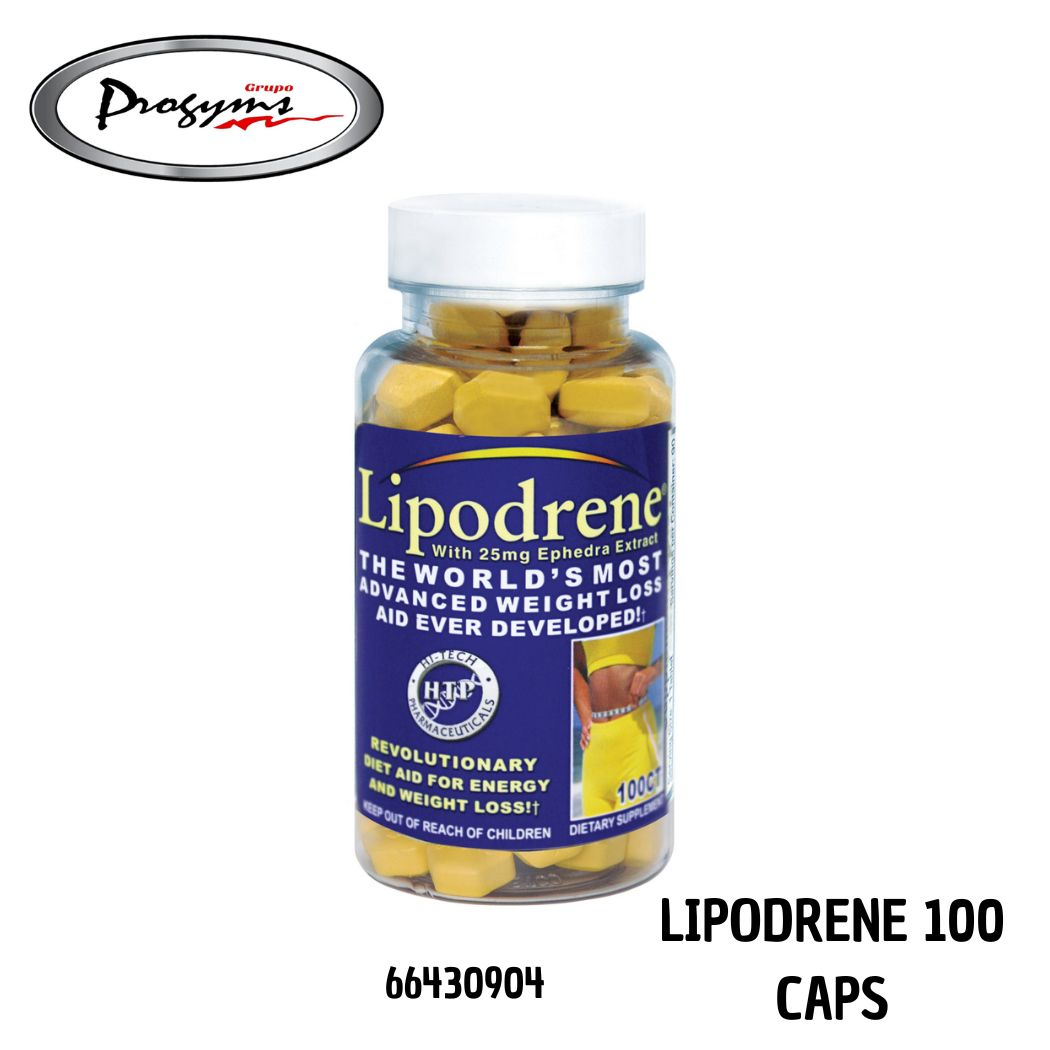 Grupo
Progyms
Lipodrene®
With 25mg Ephedra Extract
THE WORLD'S MOST
ADVANCED WEIGHT LOSS
AID EVER DEVELOPED!†
HI-TECH
HTP
PHARMACEUTICALS
REVOLUTIONARY
DIET AID FOR ENERGY
AND WEIGHT LOSS!†
100CT
KEEP OUT OF REACH OF CHILDREN
DIETARY SUPPLEMENT
LIPODRENE 100
CAPS
66430904